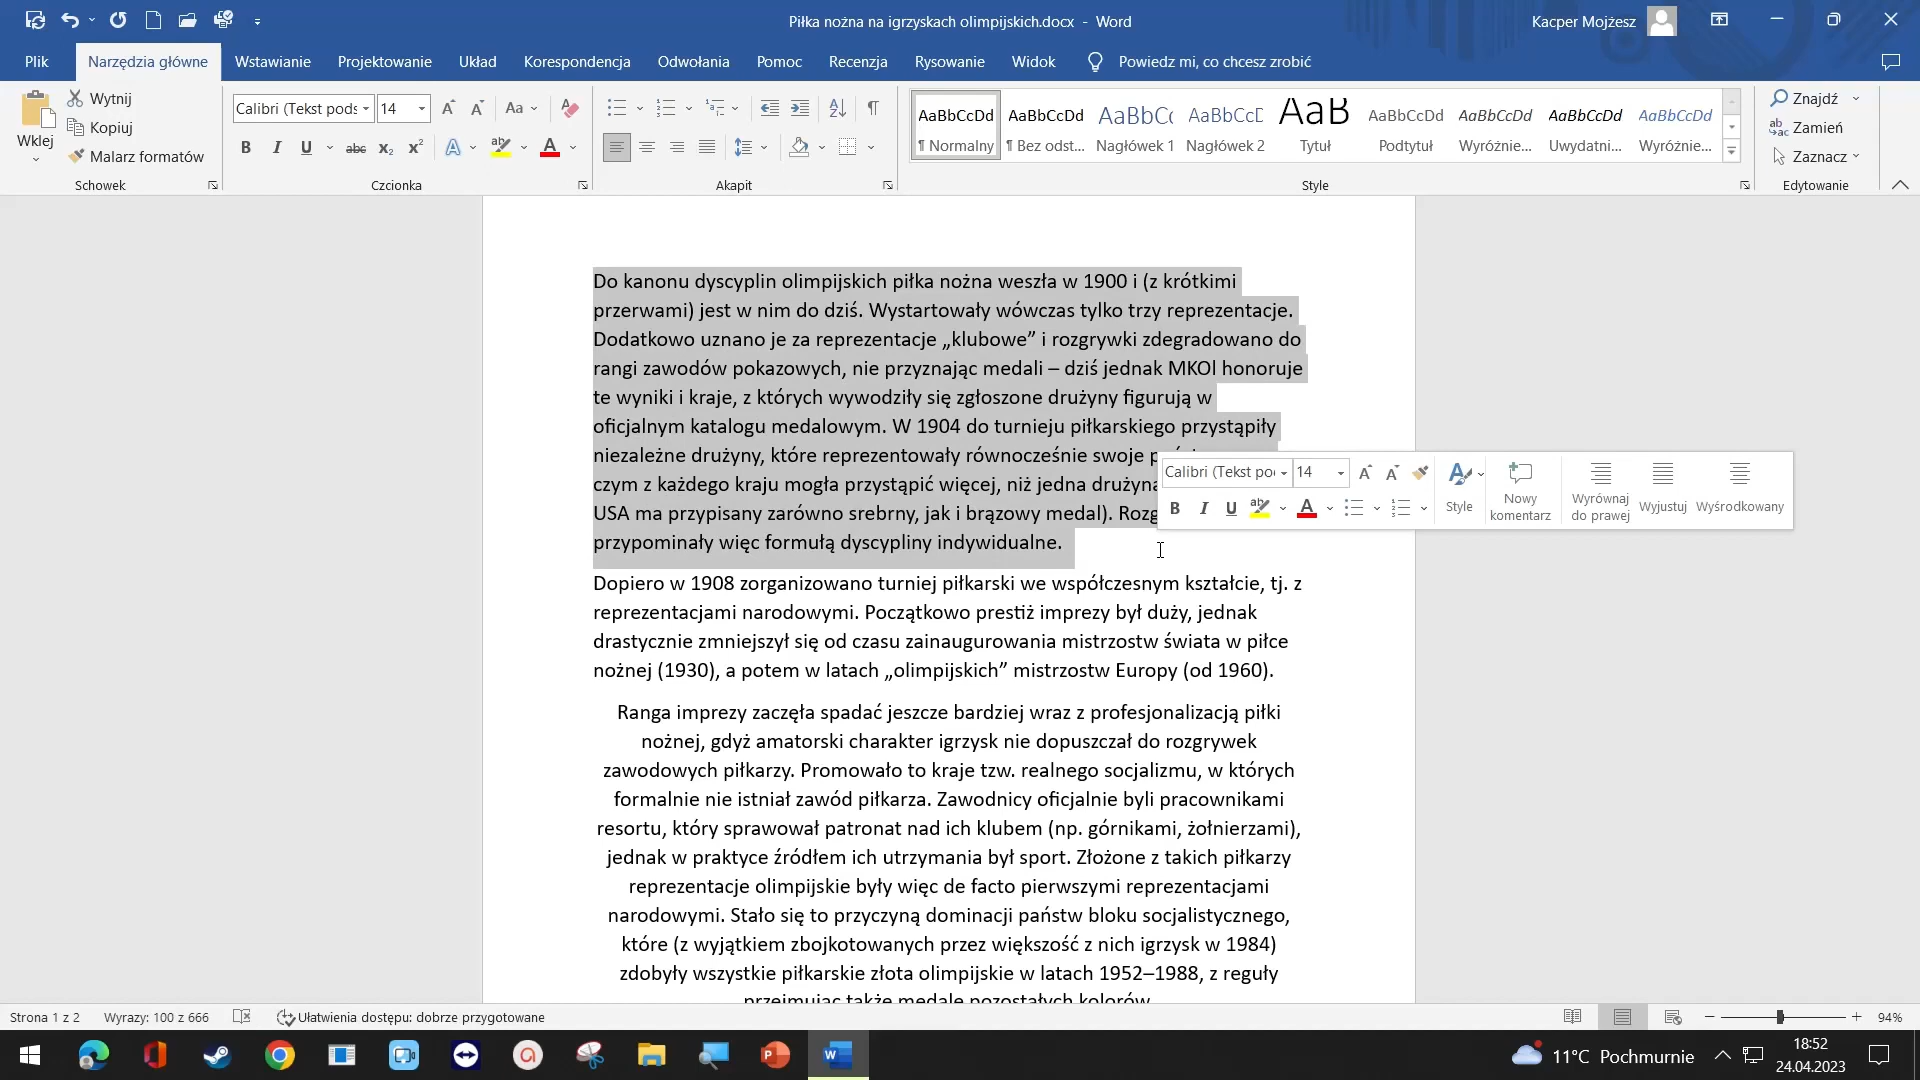 Piłka nożna na igrzyskach olimpijskich.docx - Word
Kacper Mojżesz
Plik
Narzędzia główne
Wstawianie
Projektowanie
Układ
Korespondencja
Odwołania
Pomoc
Recenzja
Rysowanie
Widok
Powiedz mi, co chcesz zrobić
Wklej
Wytnij
Kopiuj
Malarz formatów
Schowek
Calibri (Tekst pods
14
Czcionka
Akapit
AaBbCcDd
AaBbCcDd
AaBbCc
AaBbCcE
AaB
AaBbCcDd
AaBbCcDd
AaBbCcDd
AaBbCcDd
¶ Normalny
¶ Bez odst...
Nagłówek 1
Nagłówek 2
Tytuł
Podtytuł
Wyróżnie...
Uwydatni...
Wyróżnie...
Style
Znajdź
Zamień
Zaznacz
Edytowanie
Do kanonu dyscyplin olimpijskich piłka nożna weszła w 1900 i (z krótkimi
przerwami) jest w nim do dziś. Wystartowały wówczas tylko trzy reprezentacje.
Dodatkowo uznano je za reprezentacje „klubowe” i rozgrywki zdegradowano do
rangi zawodów pokazowych, nie przyznając medali – dziś jednak MKOl honoruje
te wyniki i kraje, z których wywodziły się zgłoszone drużyny figurują w
oficjalnym katalogu medalowym. W 1904 do turnieju piłkarskiego przystąpiły
niezależne drużyny, które reprezentowały równocześnie swoje
czym z każdego kraju mogła przystąpić więcej, niż jedna drużyna
USA ma przypisany zarówno srebrny, jak i brązowy medal). Rozg
przypominały więc formułą dyscypliny indywidualne.
Calibri (Tekst po
14
Style
Nowy
komentarz
Wyrównaj
do prawej
Wyjustuj
Wyśrodkowany
Dopiero w 1908 zorganizowano turniej piłkarski we współczesnym kształcie, tj. z
reprezentacjami narodowymi. Początkowo prestiż imprezy był duży, jednak
drastycznie zmniejszył się od czasu zainaugurowania mistrzostw świata w piłce
nożnej (1930), a potem w latach „olimpijskich” mistrzostw Europy (od 1960).
Ranga imprezy zaczęła spadać jeszcze bardziej wraz z profesjonalizacją piłki
nożnej, gdyż amatorski charakter igrzysk nie dopuszczał do rozgrywek
zawodowych piłkarzy. Promowało to kraje tzw. realnego socjalizmu, w których
formalnie nie istniał zawód piłkarza. Zawodnicy oficjalnie byli pracownikami
resortu, który sprawował patronat nad ich klubem (np. górnikami, żołnierzami),
jednak w praktyce źródłem ich utrzymania był sport. Złożone z takich piłkarzy
reprezentacje olimpijskie były więc de facto pierwszymi reprezentacjami
narodowymi. Stało się to przyczyną dominacji państw bloku socjalistycznego,
które (z wyjątkiem zbojkotowanych przez większość z nich igrzysk w 1984)
zdobyły wszystkie piłkarskie złota olimpijskie w latach 1952–1988, z reguły
przejmując także medale pozostałych kolorów.
Strona 1 z 2
Wyrazy: 100 z 666
Ułatwienia dostępu: dobrze przygotowane
94%
11°C Pochmurnie
18:52
24.04.2023